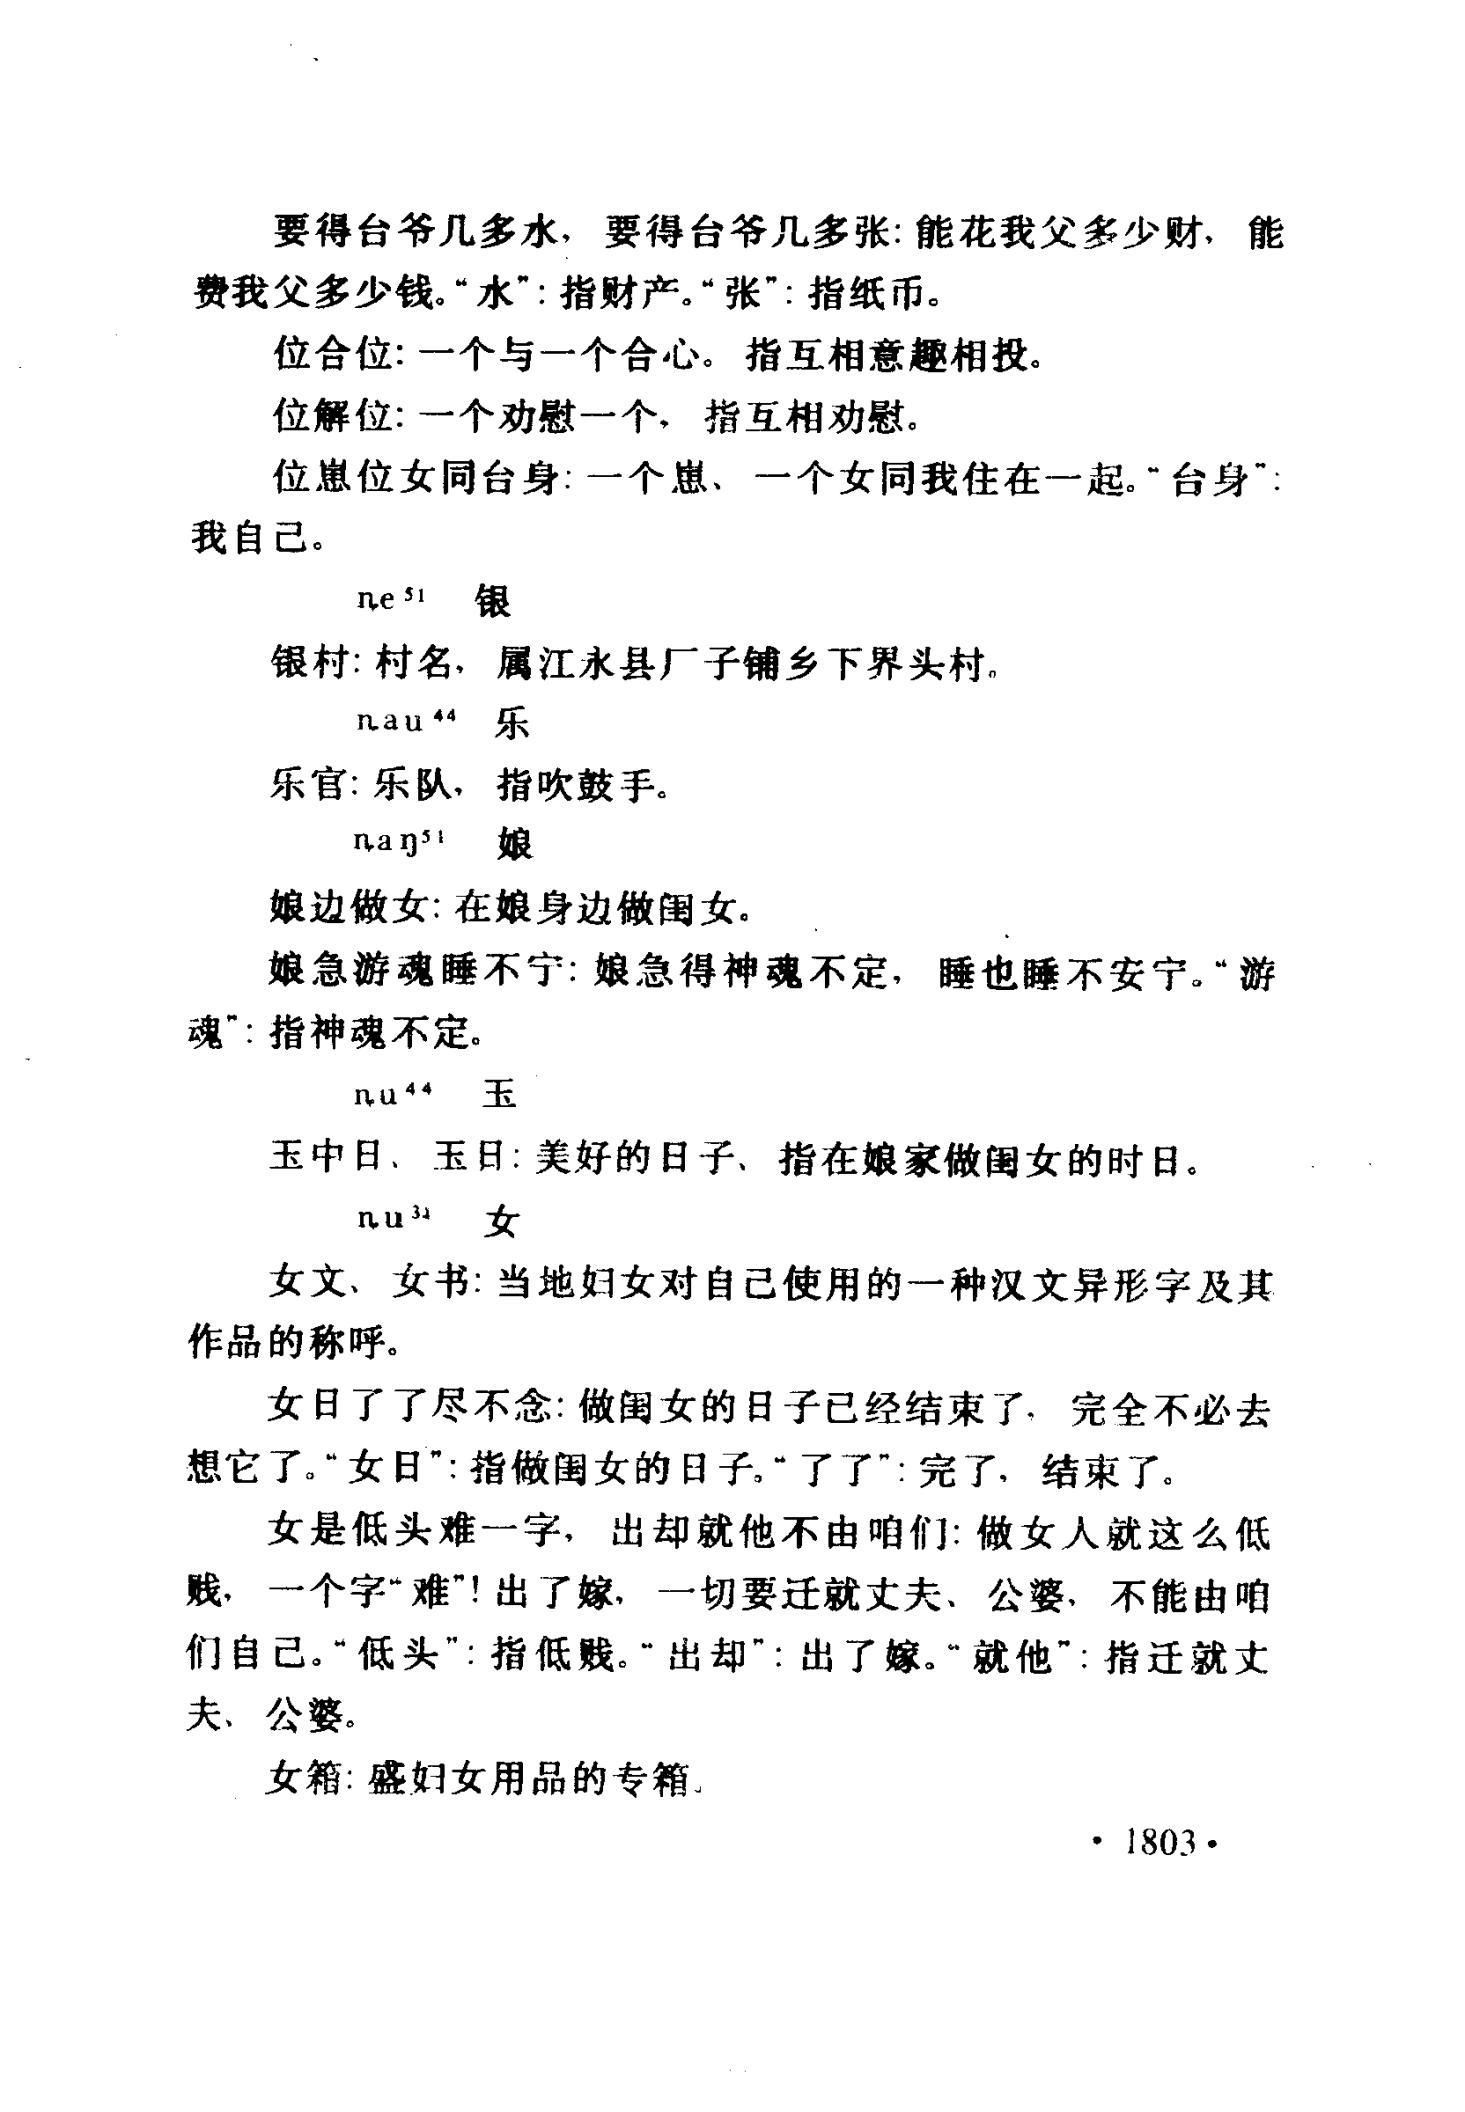 要得台爷几多水，要得台爷几多张：能花我父多少财，能
费我父多少钱。“水”：指财产。“张”：指纸币。
位合位：一个与一个合心。指互相意趣相投。
位解位：一个劝慰一个，指互相劝慰。
位崽位女同台身：一个崽、一个女同我住在一起。“台身”：
我自己。
ȵe⁵¹ 银
银村：村名，属江永县厂子铺乡下界头村。
ȵau⁴⁴ 乐
乐官：乐队，指吹鼓手。
ȵaŋ⁵¹ 娘
娘边做女：在娘身边做闺女。
娘急游魂睡不宁：娘急得神魂不定，睡也睡不安宁。“游
魂”：指神魂不定。
ȵu⁴⁴ 玉
玉中日、玉日：美好的日子、指在娘家做闺女的时日。
ȵu³¹ 女
女文、女书：当地妇女对自己使用的一种汉文异形字及其
作品的称呼。
女日了了尽不念：做闺女的日子已经结束了，完全不必去
想它了。“女日”：指做闺女的日子。“了了”：完了，结束了。
女是低头难一字，出却就他不由咱们：做女人就这么低
贱，一个字“难”！出了嫁，一切要迁就丈夫、公婆，不能由咱
们自己。“低头”：指低贱。“出却”：出了嫁。“就他”：指迁就丈
夫、公婆。
女箱：盛妇女用品的专箱。
·1803·